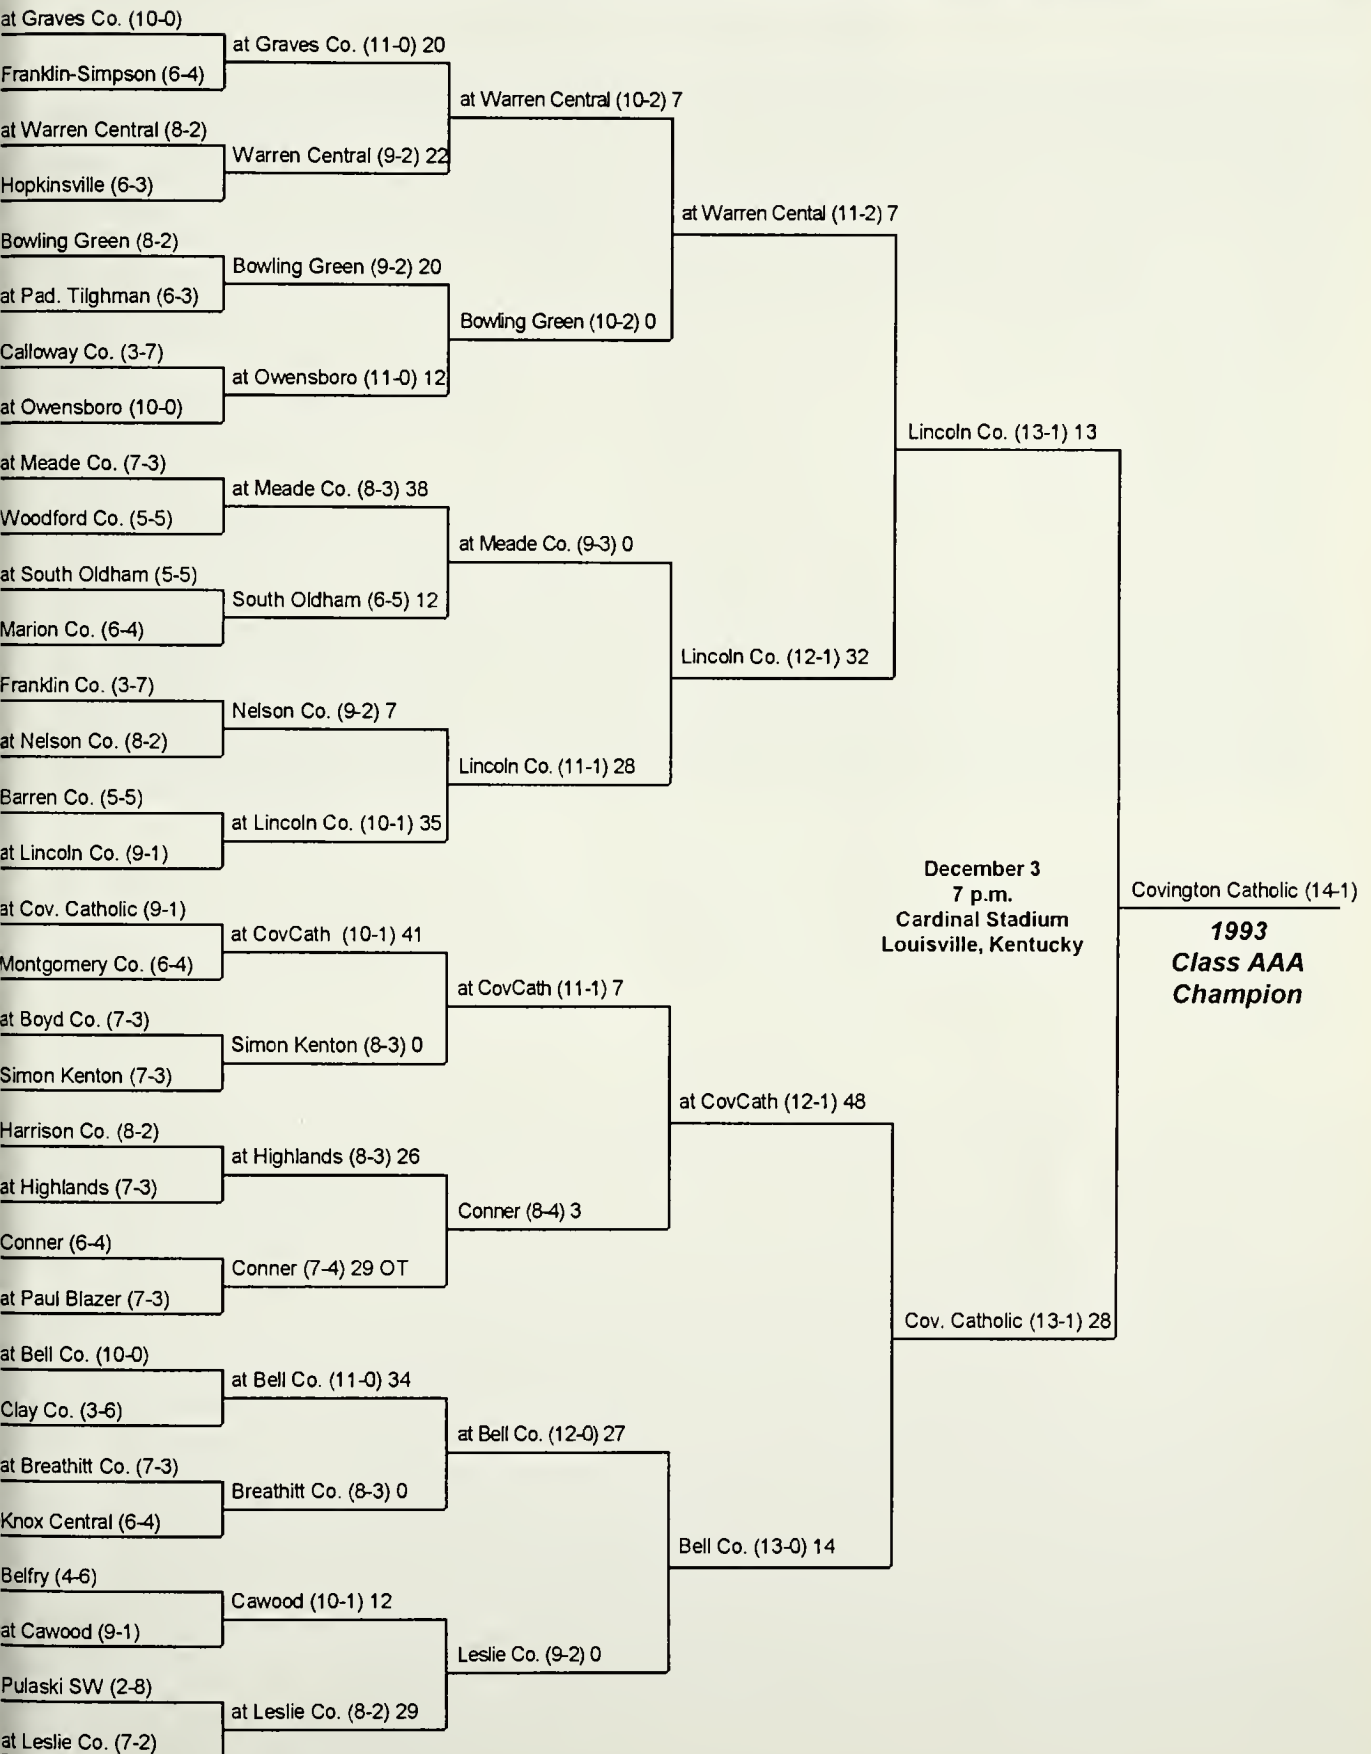 at Graves Co. (10-0)
Franklin-Simpson (6-4)
at Warren Central (8-2)
Hopkinsville (6-3)
Bowling Green (8-2)
at Pad. Tilghman (6-3)
Calloway Co. (3-7)
at Owensboro (10-0)
at Meade Co. (7-3)
Woodford Co. (5-5)
at South Oldham (5-5)
Marion Co. (6-4)
Franklin Co. (3-7)
at Nelson Co. (8-2)
Barren Co. (5-5)
at Lincoln Co. (9-1)
at Cov. Catholic (9-1)
Montgomery Co. (6-4)
at Boyd Co. (7-3)
Simon Kenton (7-3)
Harrison Co. (8-2)
at Highlands (7-3)
Conner (6-4)
at Paul Blazer (7-3)
at Bell Co. (10-0)
Clay Co. (3-6)
at Breathitt Co. (7-3)
Knox Central (6-4)
Belfry (4-6)
at Cawood (9-1)
Pulaski SW (2-8)
at Leslie Co. (7-2)
at Graves Co. (11-0) 20
Warren Central (9-2) 22
Bowling Green (9-2) 20
at Owensboro (11-0) 12
at Meade Co. (8-3) 38
South Oldham (6-5) 12
Nelson Co. (9-2) 7
at Lincoln Co. (10-1) 35
at CovCath (10-1) 41
Simon Kenton (8-3) 0
at Highlands (8-3) 26
Conner (7-4) 29 OT
at Bell Co. (11-0) 34
Breathitt Co. (8-3) 0
Cawood (10-1) 12
at Leslie Co. (8-2) 29
at Warren Central (10-2) 7
Bowling Green (10-2) 0
at Meade Co. (9-3) 0
Lincoln Co. (11-1) 28
at CovCath (11-1) 7
Conner (8-4) 3
at Bell Co. (12-0) 27
Leslie Co. (9-2) 0
at Warren Cental (11-2) 7
Lincoln Co. (12-1) 32
at CovCath (12-1) 48
Bell Co. (13-0) 14
Lincoln Co. (13-1) 13
Cov. Catholic (13-1) 28
December 3
7 p.m.
Cardinal Stadium
Louisville, Kentucky
Covington Catholic (14-1)
1993
Class AAA
Champion